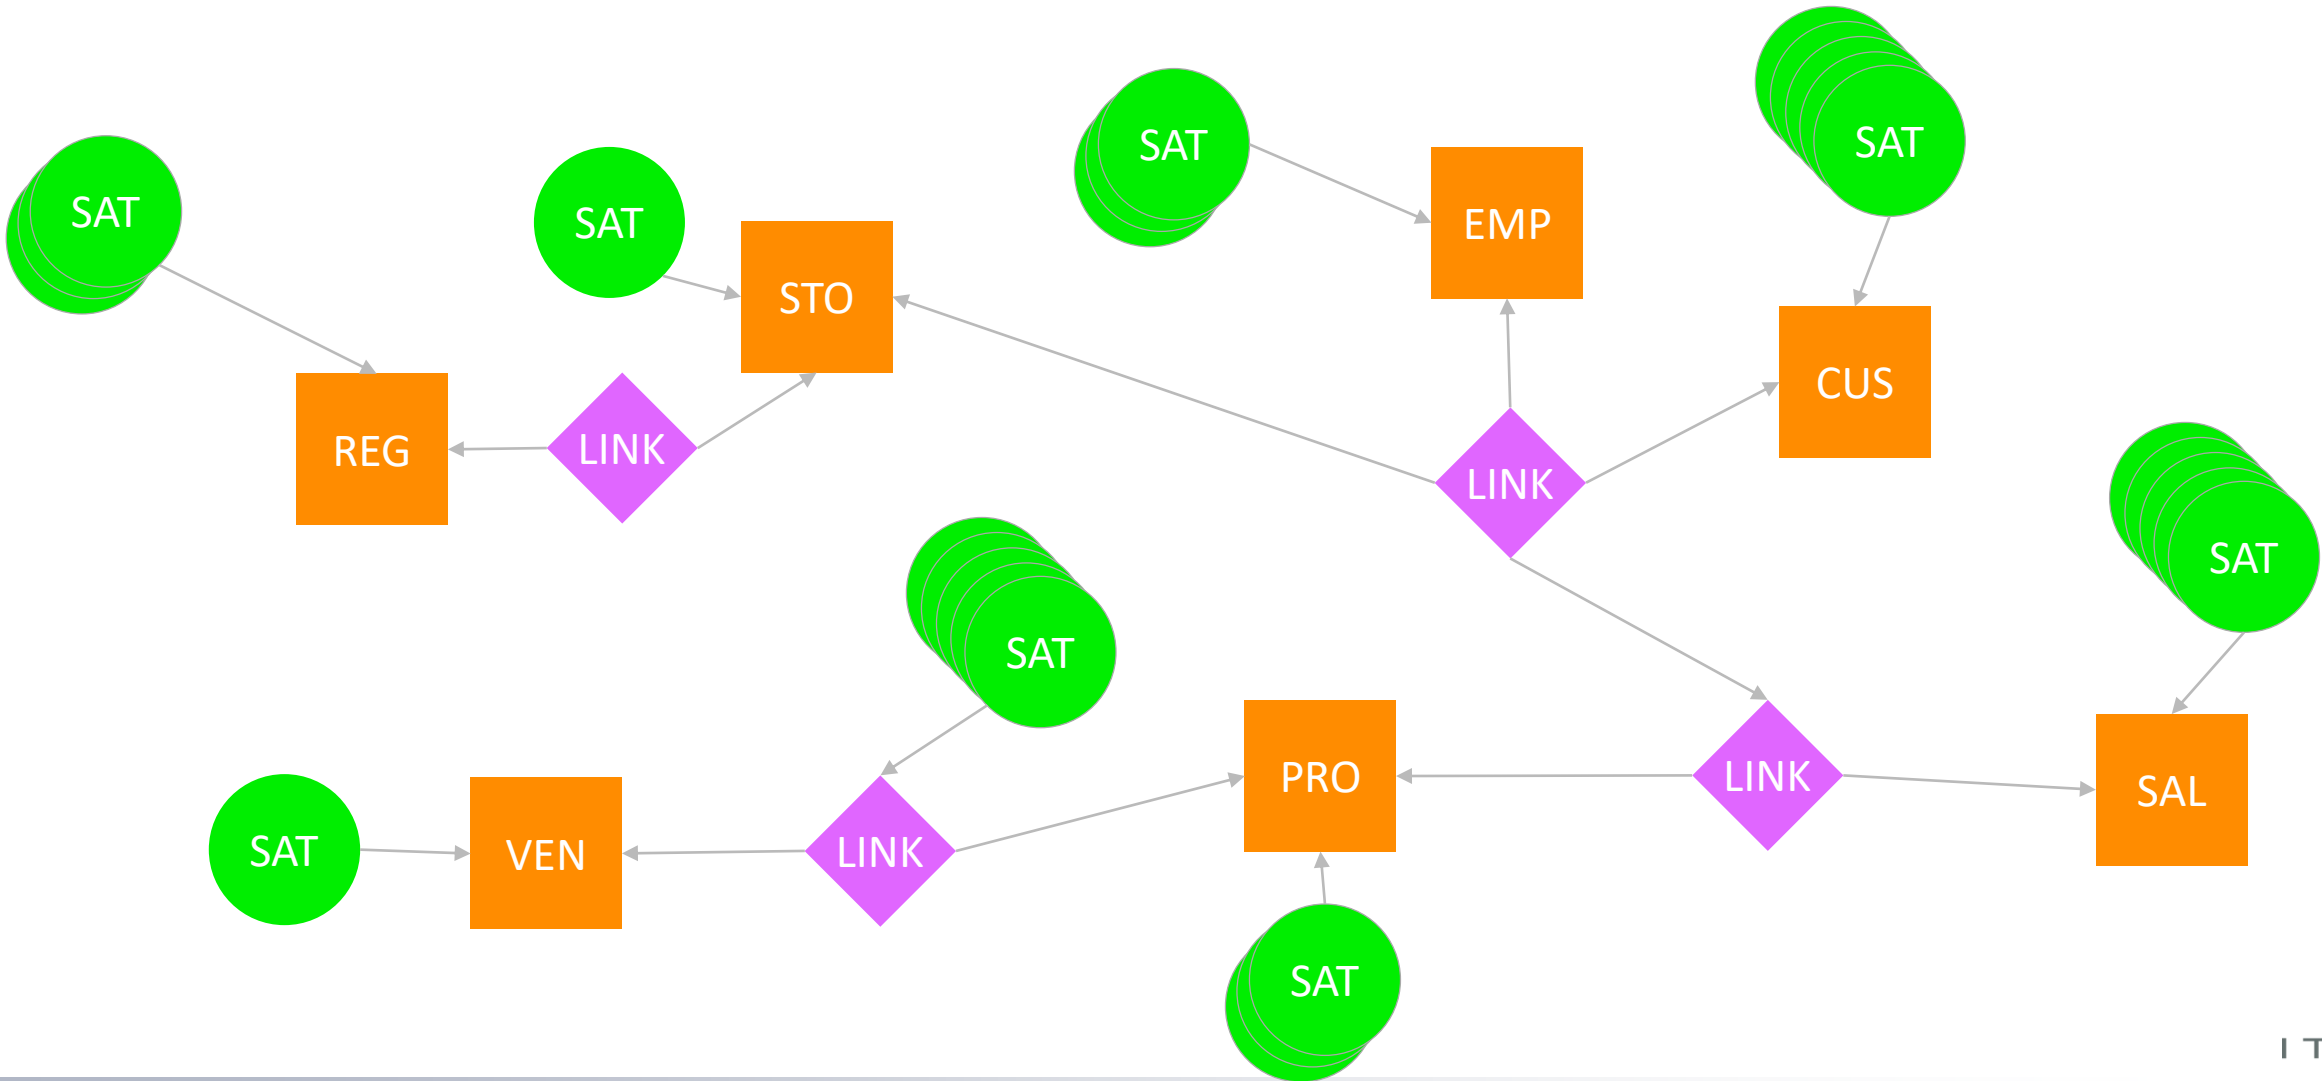 SAT
SAT
SAT
SAT
EMP
STO
CUS
REG
LINK
LINK
SAT
SAT
PRO
LINK
SAL
SAT
VEN
LINK
SAT
I T